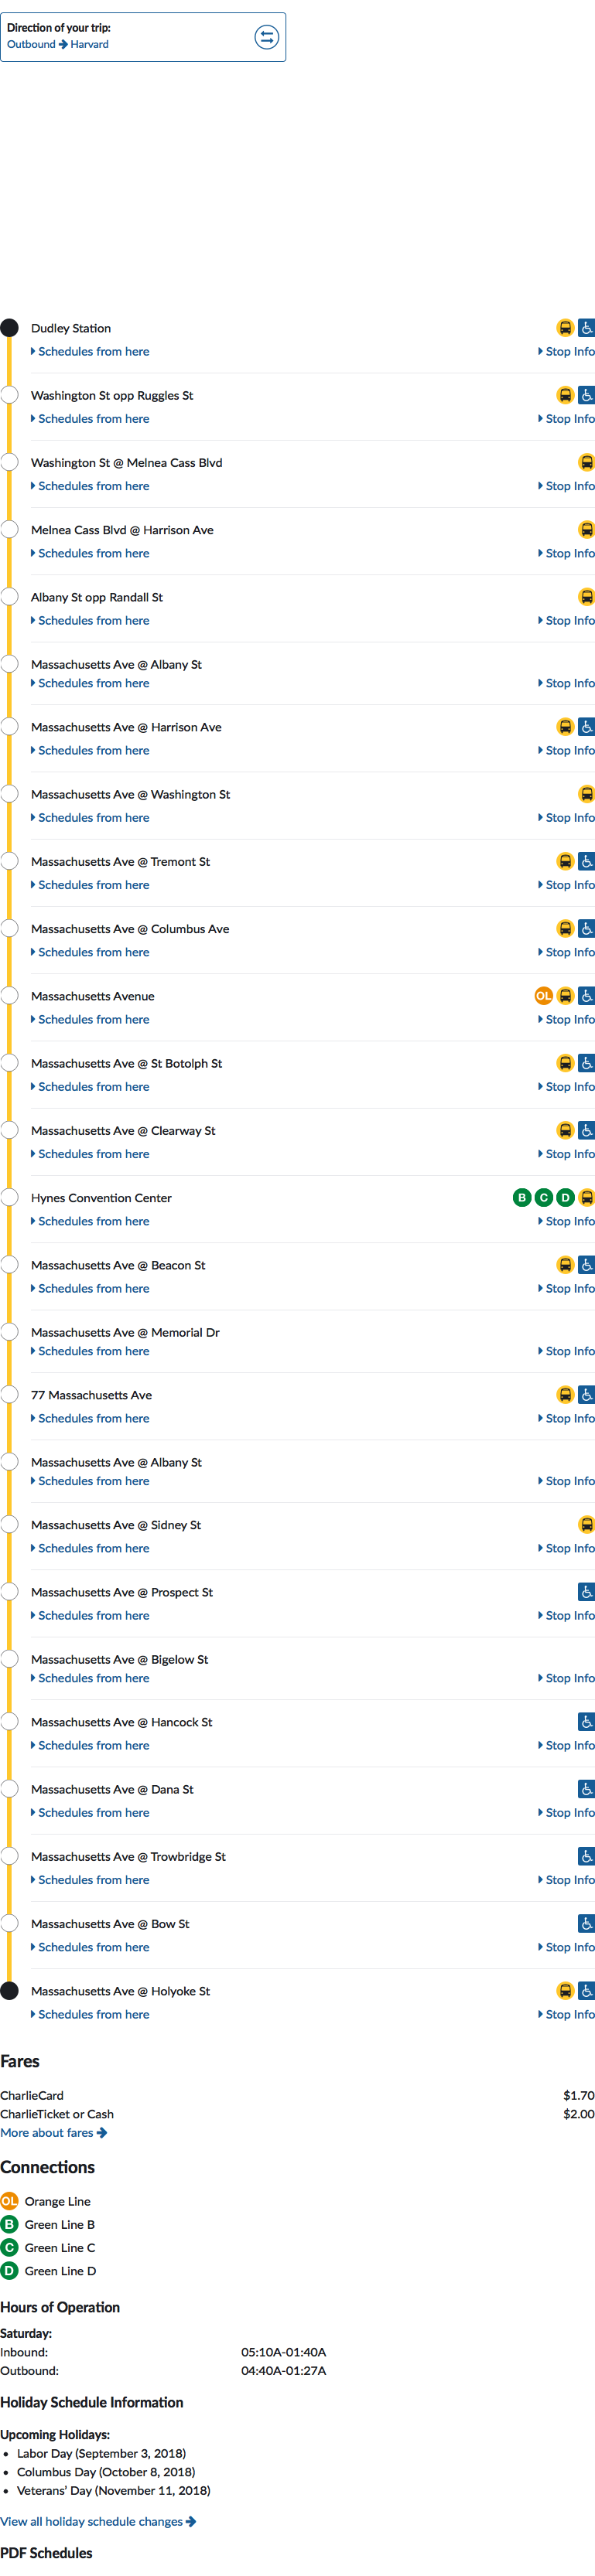 Direction of your trip:
Outbound Harvard
Dudley Station
Schedules from here Stop Info
Washington St opp Ruggles St
Schedules from here Stop Info
Washington St @ Melnea Cass Blvd
Schedules from here Stop Info
Melnea Cass Blvd @ Harrison Ave
Schedules from here Stop Info
Albany St opp Randall St
Schedules from here Stop Info
Massachusetts Ave @ Albany St
Schedules from here Stop Info
Massachusetts Ave @ Harrison Ave
Schedules from here Stop Info
Massachusetts Ave @ Washington St
Schedules from here Stop Info
Massachusetts Ave @ Tremont St
Schedules from here Stop Info
Massachusetts Ave @ Columbus Ave
Schedules from here Stop Info
Massachusetts Avenue OL
Schedules from here Stop Info
Massachusetts Ave @ St Botolph St
Schedules from here Stop Info
Massachusetts Ave @ Clearway St
Schedules from here Stop Info
Hynes Convention Center B C D
Schedules from here Stop Info
Massachusetts Ave @ Beacon St
Schedules from here Stop Info
Massachusetts Ave @ Memorial Dr
Schedules from here Stop Info
77 Massachusetts Ave
Schedules from here Stop Info
Massachusetts Ave @ Albany St
Schedules from here Stop Info
Massachusetts Ave @ Sidney St
Schedules from here Stop Info
Massachusetts Ave @ Prospect St
Schedules from here Stop Info
Massachusetts Ave @ Bigelow St
Schedules from here Stop Info
Massachusetts Ave @ Hancock St
Schedules from here Stop Info
Massachusetts Ave @ Dana St
Schedules from here Stop Info
Massachusetts Ave @ Trowbridge St
Schedules from here Stop Info
Massachusetts Ave @ Bow St
Schedules from here Stop Info
Massachusetts Ave @ Holyoke St
Schedules from here Stop Info
Fares
CharlieCard $1.70
CharlieTicket or Cash $2.00
More about fares
Connections
OL Orange Line
B Green Line B
C Green Line C
D Green Line D
Hours of Operation
Saturday:
Inbound: 05:10A-01:40A
Outbound: 04:40A-01:27A
Holiday Schedule Information
Upcoming Holidays:
• Labor Day (September 3, 2018)
• Columbus Day (October 8, 2018)
• Veterans’ Day (November 11, 2018)
View all holiday schedule changes
PDF Schedules